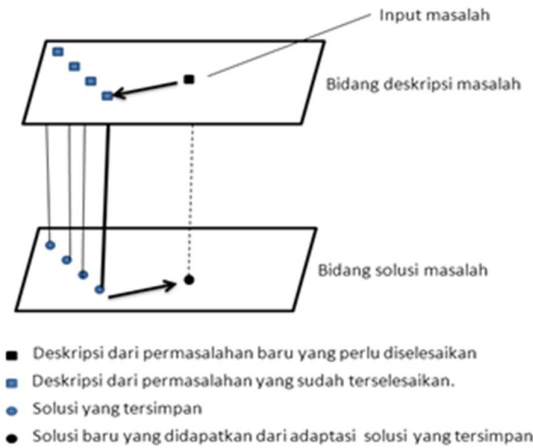 Input masalah
Bidang deskripsi masalah
Bidang solusi masalah
Deskripsi dari permasalahan baru yang perlu diselesaikan
Deskripsi dari permasalahan yang sudah terselesaikan.
Solusi yang tersimpan
Solusi baru yang didapatkan dari adaptasi solusi yang tersimpan